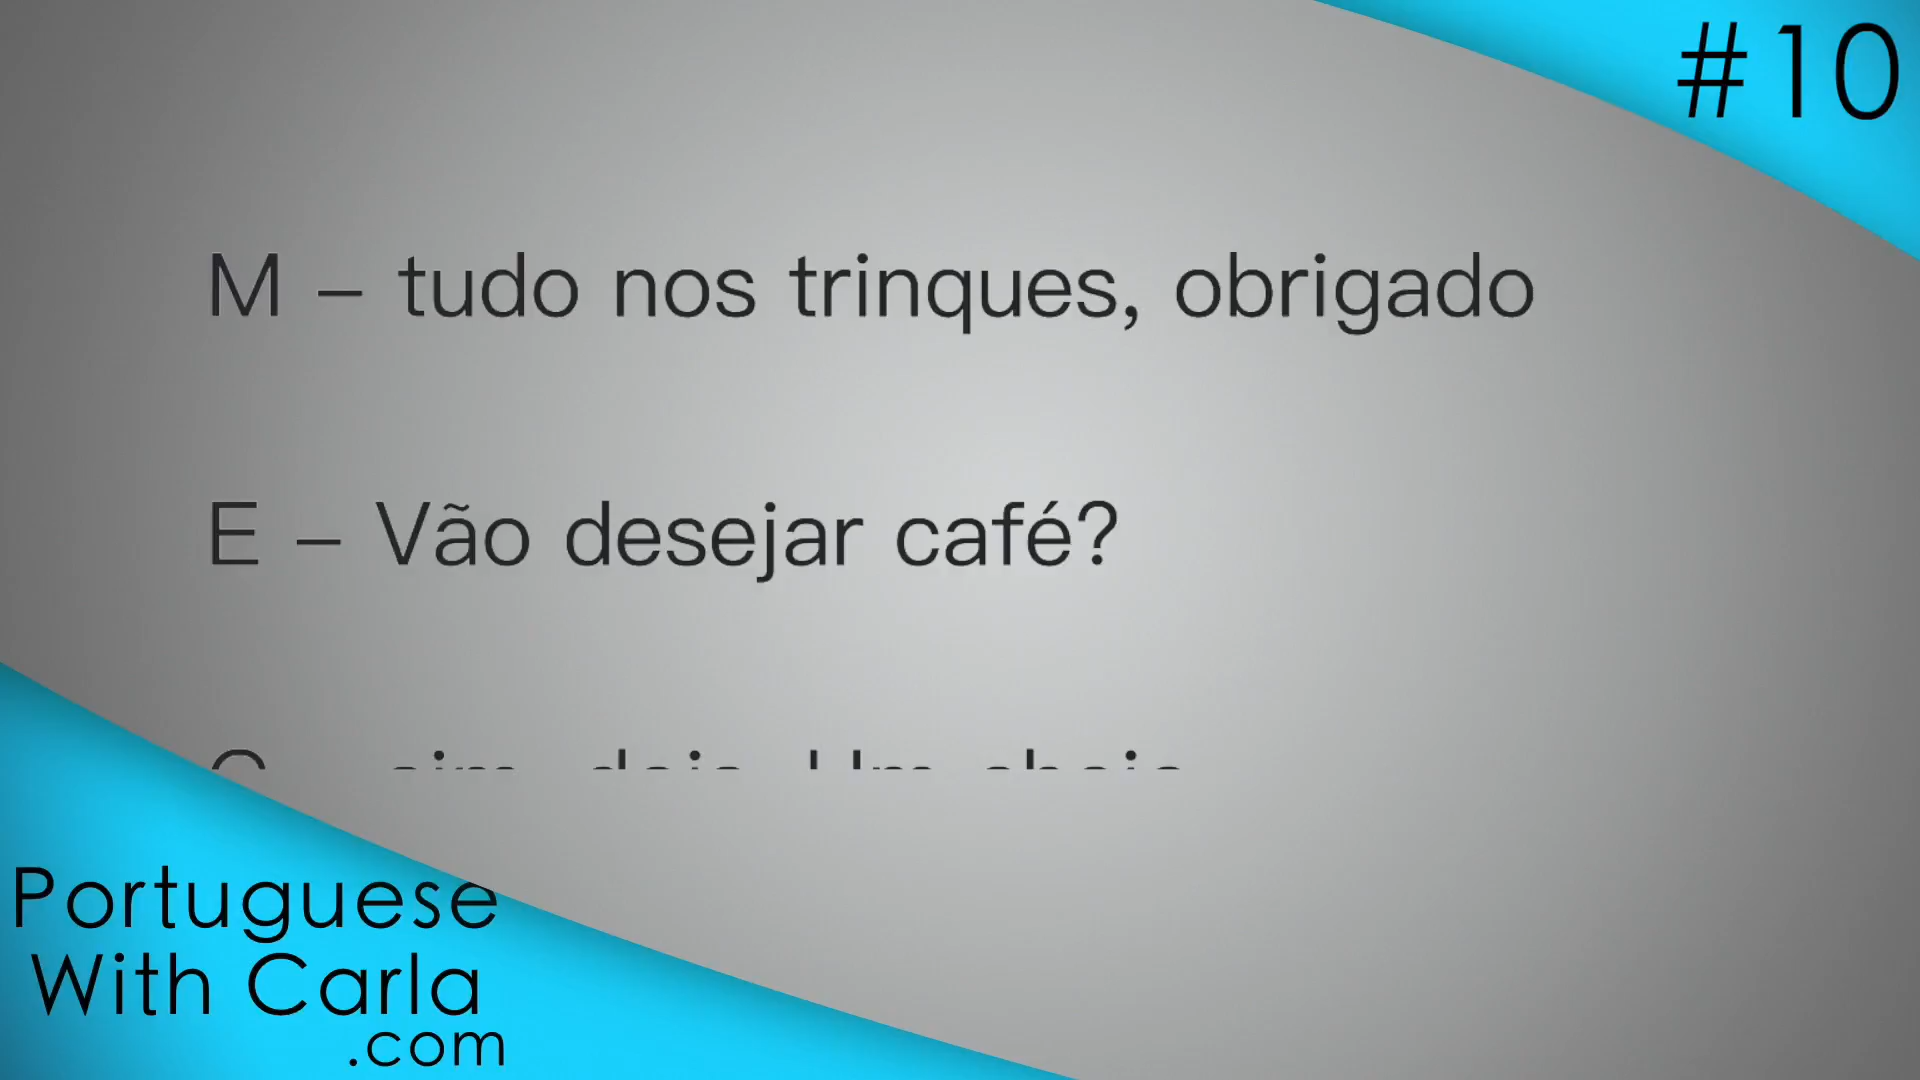 #10
M – tudo nos trinques, obrigado
E – Vão desejar café?
Portuguese
With Carla
.com